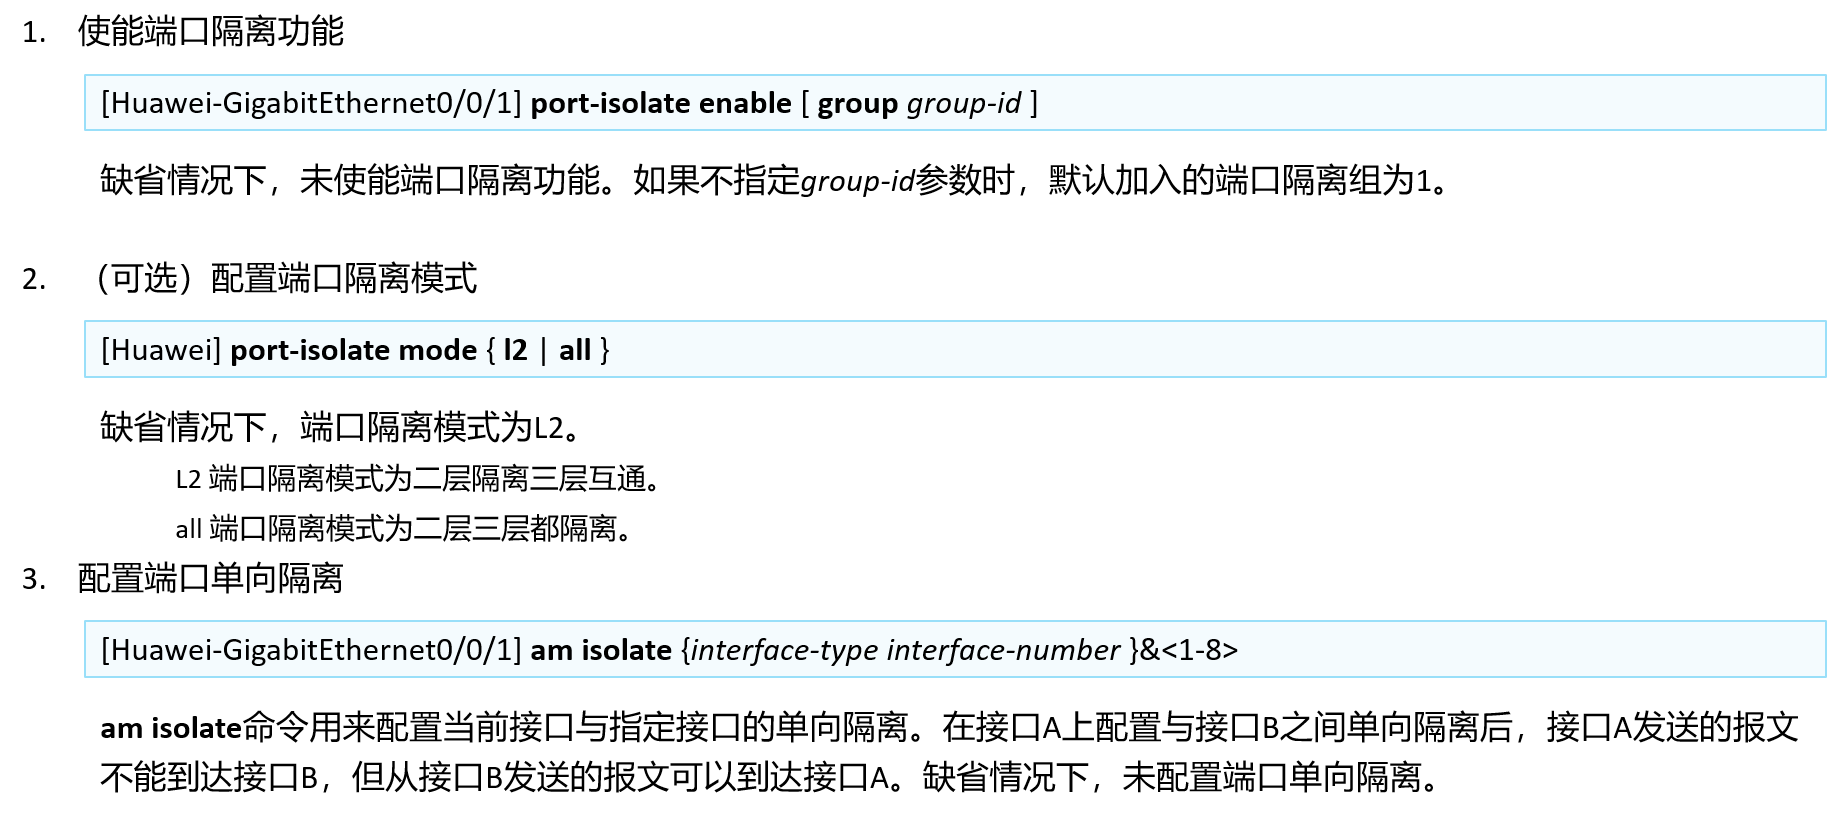 1. 使能端口隔离功能
[Huawei-GigabitEthernet0/0/1] port-isolate enable [ group group-id ]
缺省情况下，未使能端口隔离功能。如果不指定group-id参数时，默认加入的端口隔离组为1。
2. （可选）配置端口隔离模式
[Huawei] port-isolate mode { l2 | all }
缺省情况下，端口隔离模式为L2。
L2 端口隔离模式为二层隔离三层互通。
all 端口隔离模式为二层三层都隔离。
3. 配置端口单向隔离
[Huawei-GigabitEthernet0/0/1] am isolate {interface-type interface-number }&<1-8>
am isolate命令用来配置当前接口与指定接口的单向隔离。在接口A上配置与接口B之间单向隔离后，接口A发送的报文
不能到达接口B，但从接口B发送的报文可以到达接口A。缺省情况下，未配置端口单向隔离。